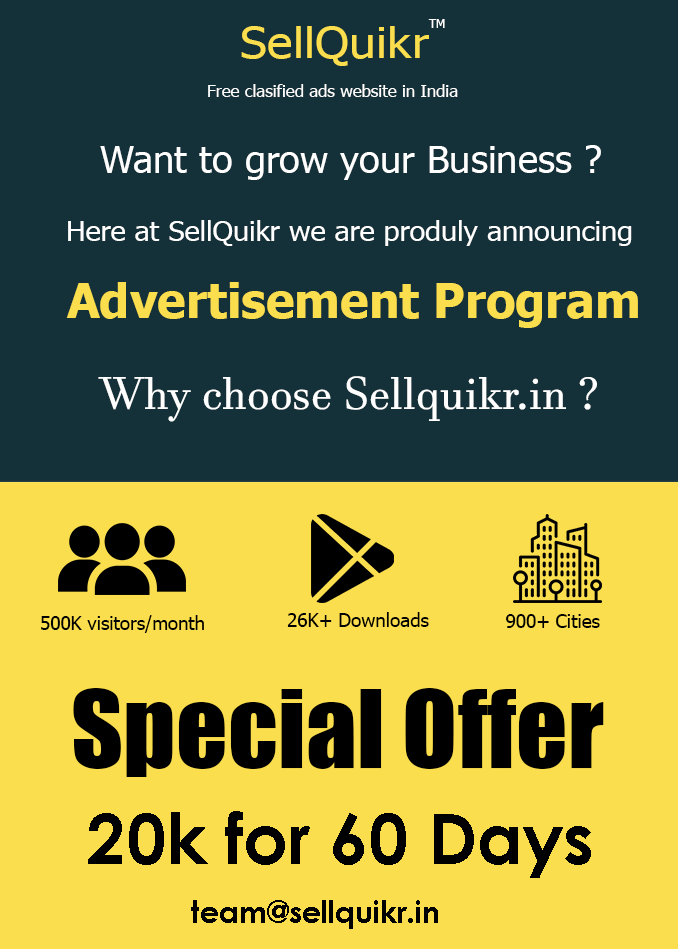 SellQuikr™
Free clasified ads website in India
Want to grow your Business ?
Here at SellQuikr we are produly announcing
Advertisement Program
Why choose Sellquikr.in ?
500K visitors/month
26K+ Downloads
900+ Cities
Special Offer
20k for 60 Days
team@sellquikr.in